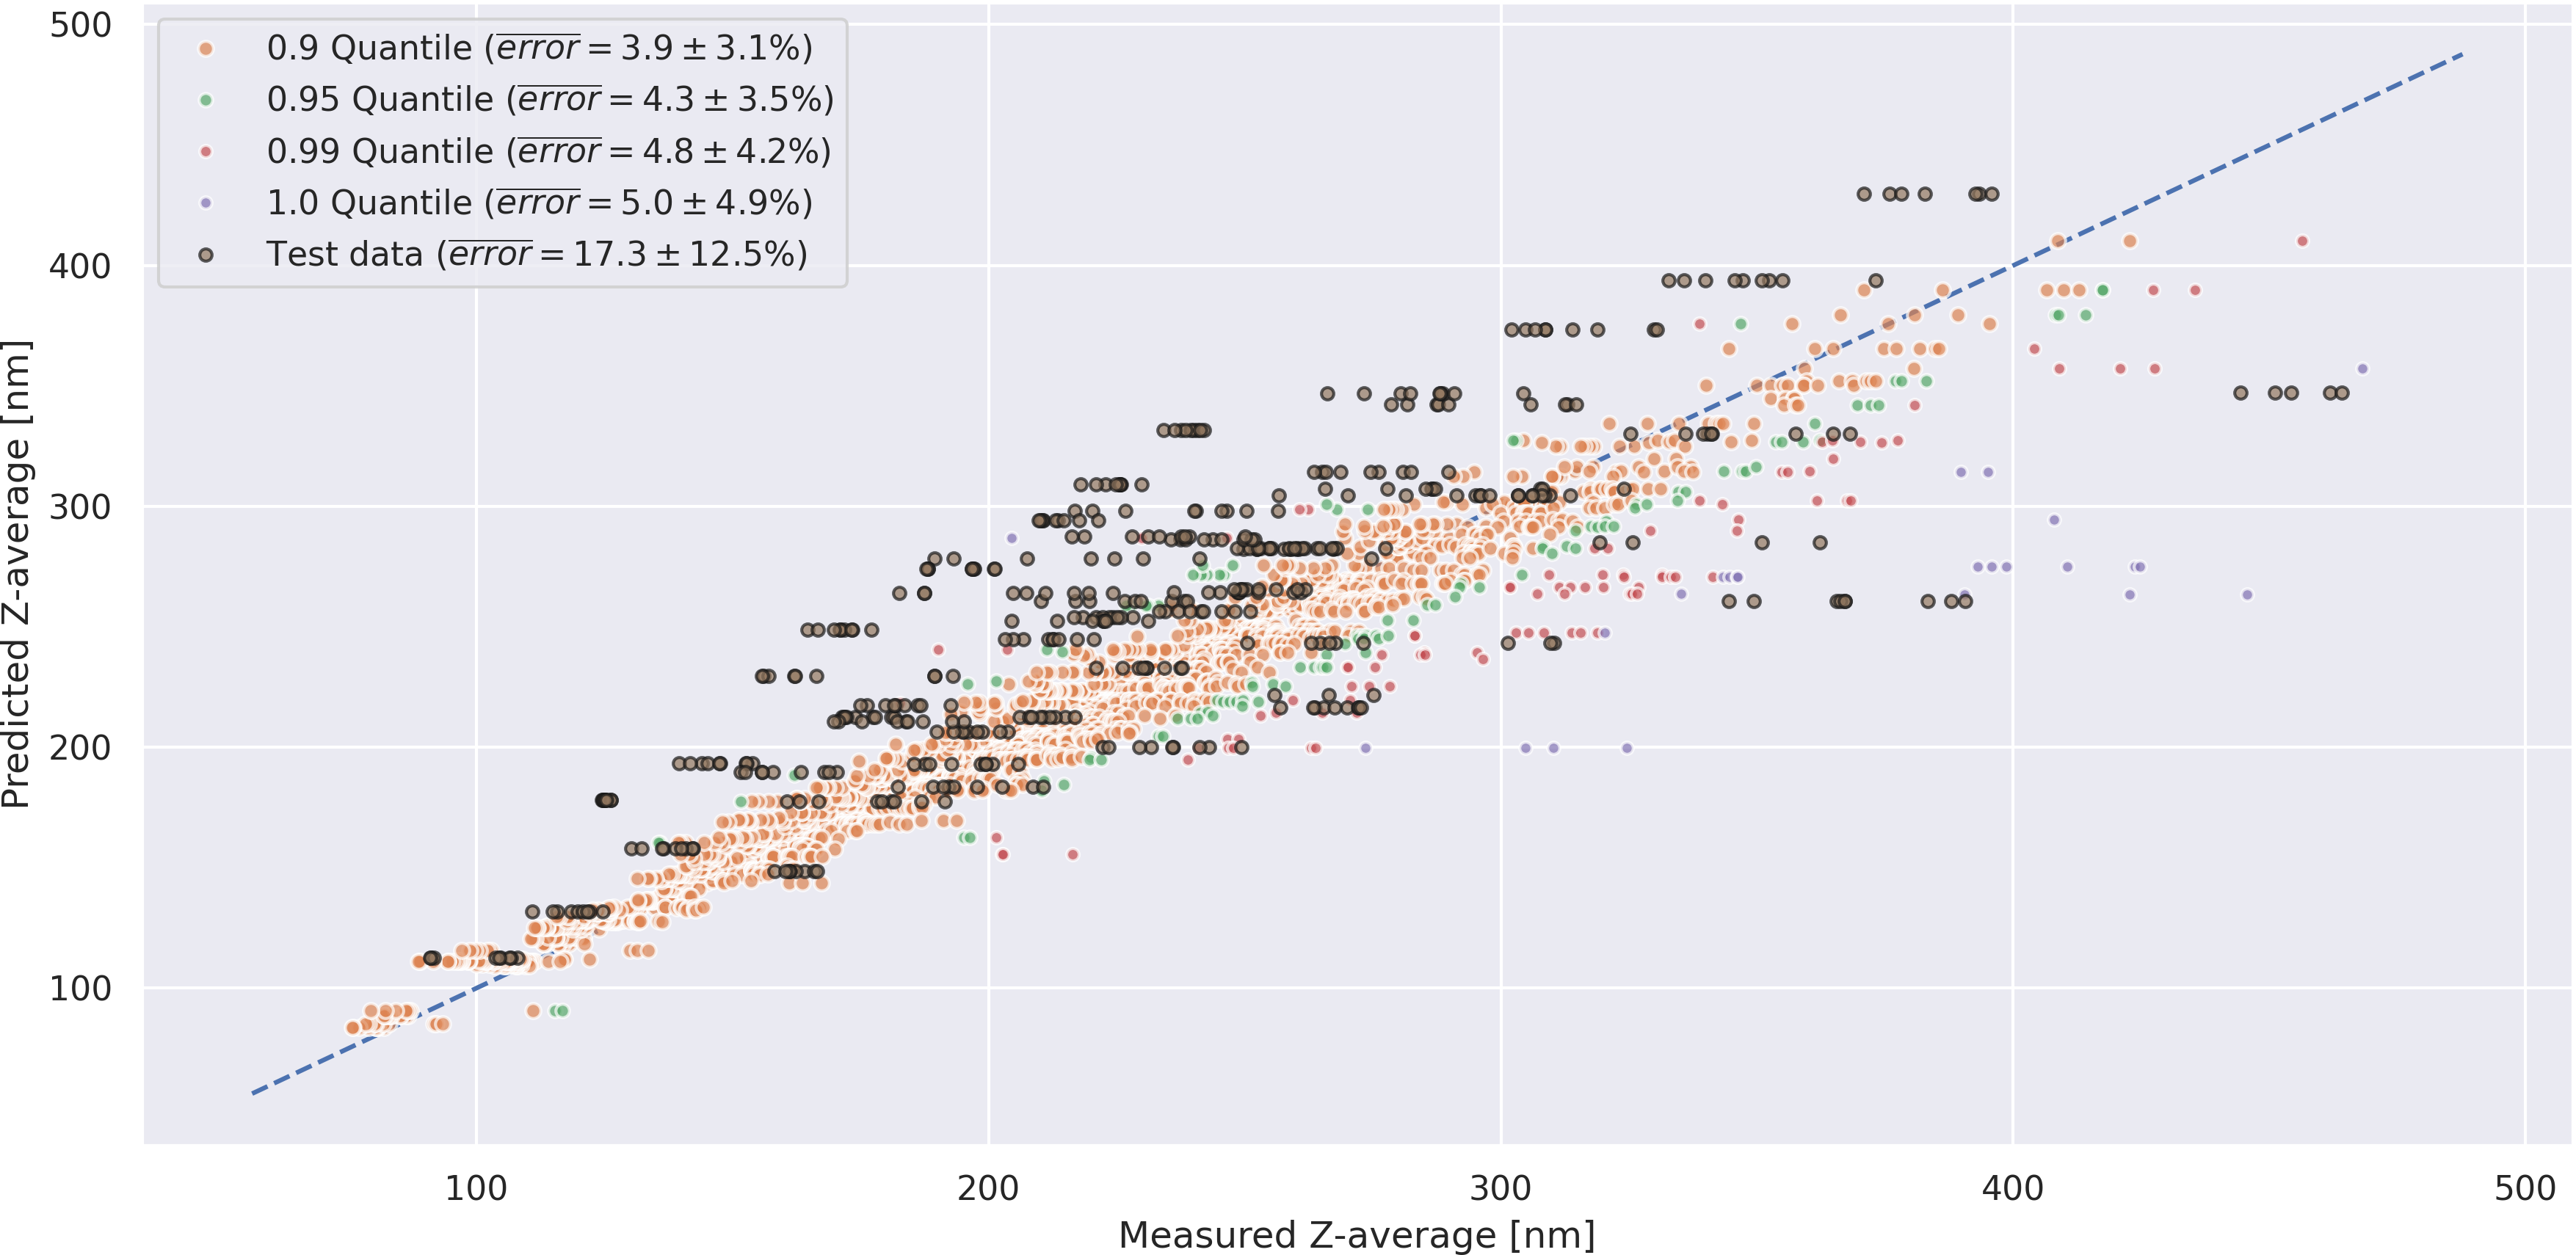 500
400
300
200
100
Predicted Z-average [nm]
0.9 Quantile (error = 3.9 ± 3.1%)
0.95 Quantile (error = 4.3 ± 3.5%)
0.99 Quantile (error = 4.8 ± 4.2%)
1.0 Quantile (error = 5.0 ± 4.9%)
Test data (error = 17.3 ± 12.5%)
100 200 300 400 500
Measured Z-average [nm]